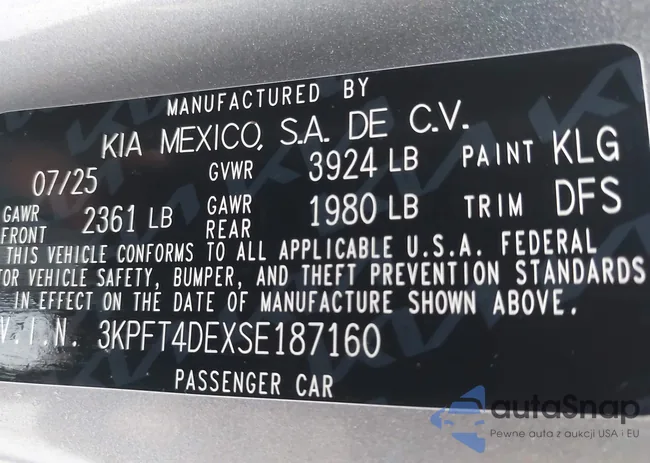 MANUFACTURED BY
KIA MEXICO, S.A. DE C.V.
07/25 GVWR 3924 LB PAINT KLG
GAWR FRONT 2361 LB GAWR REAR 1980 LB TRIM DFS
THIS VEHICLE CONFORMS TO ALL APPLICABLE U.S.A. FEDERAL
VEHICLE SAFETY, BUMPER, AND THEFT PREVENTION STANDARDS
IN EFFECT ON THE DATE OF MANUFACTURE SHOWN ABOVE.
V.I.N. 3KPFT4DEXSE187160
PASSENGER CAR
autoSnap
Pewne auta z aukcji USA · EU